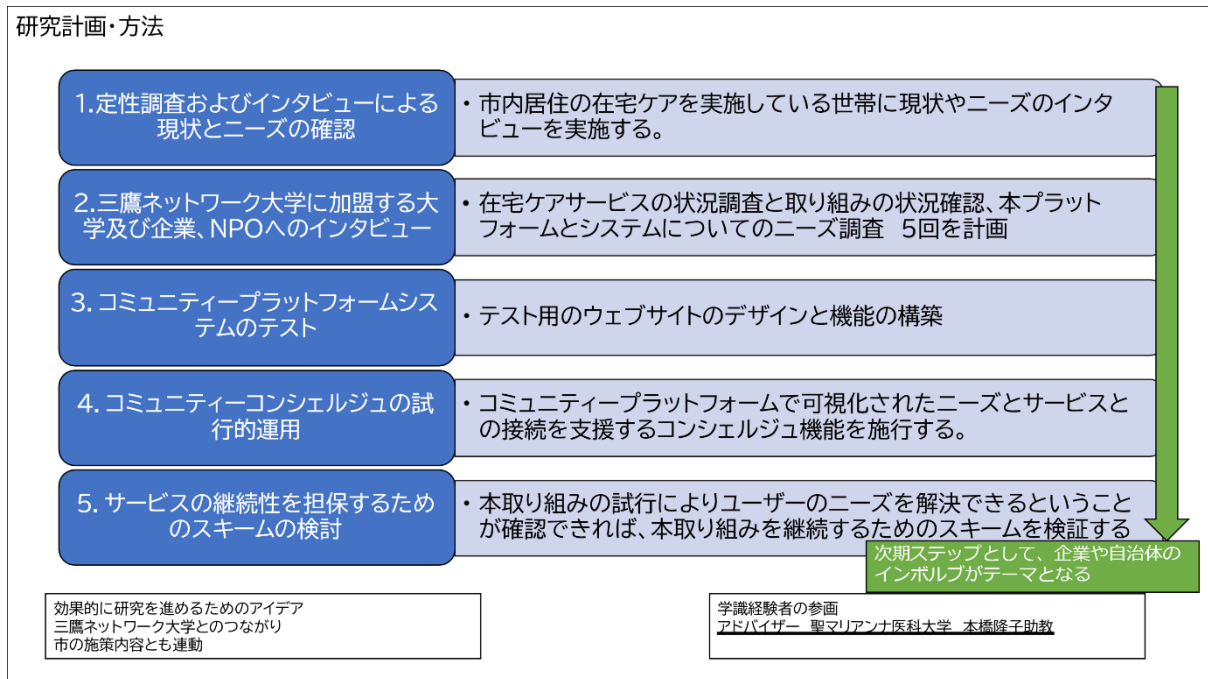 研究計画・方法
1.定性調査およびインタビューによる
現状とニーズの確認
・市内居住の在宅ケアを実施している世帯に現状やニーズのインタ
ビューを実施する。
2.三鷹ネットワーク大学に加盟する大
学及び企業、NPOへのインタビュー
・在宅ケアサービスの状況調査と取り組みの状況確認、本プラット
フォームとシステムについてのニーズ調査　5回を計画
3. コミュニティープラットフォームシス
テムのテスト
・テスト用のウェブサイトのデザインと機能の構築
4. コミュニティーコンシェルジュの試
行的運用
・コミュニティープラットフォームで可視化されたニーズとサービスと
の接続を支援するコンシェルジュ機能を施行する。
5. サービスの継続性を担保するため
のスキームの検討
・本取り組みの試行によりユーザーのニーズを解決できるということ
が確認できれば、本取り組みを継続するためのスキームを検証する
次期ステップとして、企業や自治体の
インボルブがテーマとなる
効果的に研究を進めるためのアイデア
三鷹ネットワーク大学とのつながり
市の施策内容とも連動
学識経験者の参画
アドバイザー　聖マリアンナ医科大学　本橋隆子助教